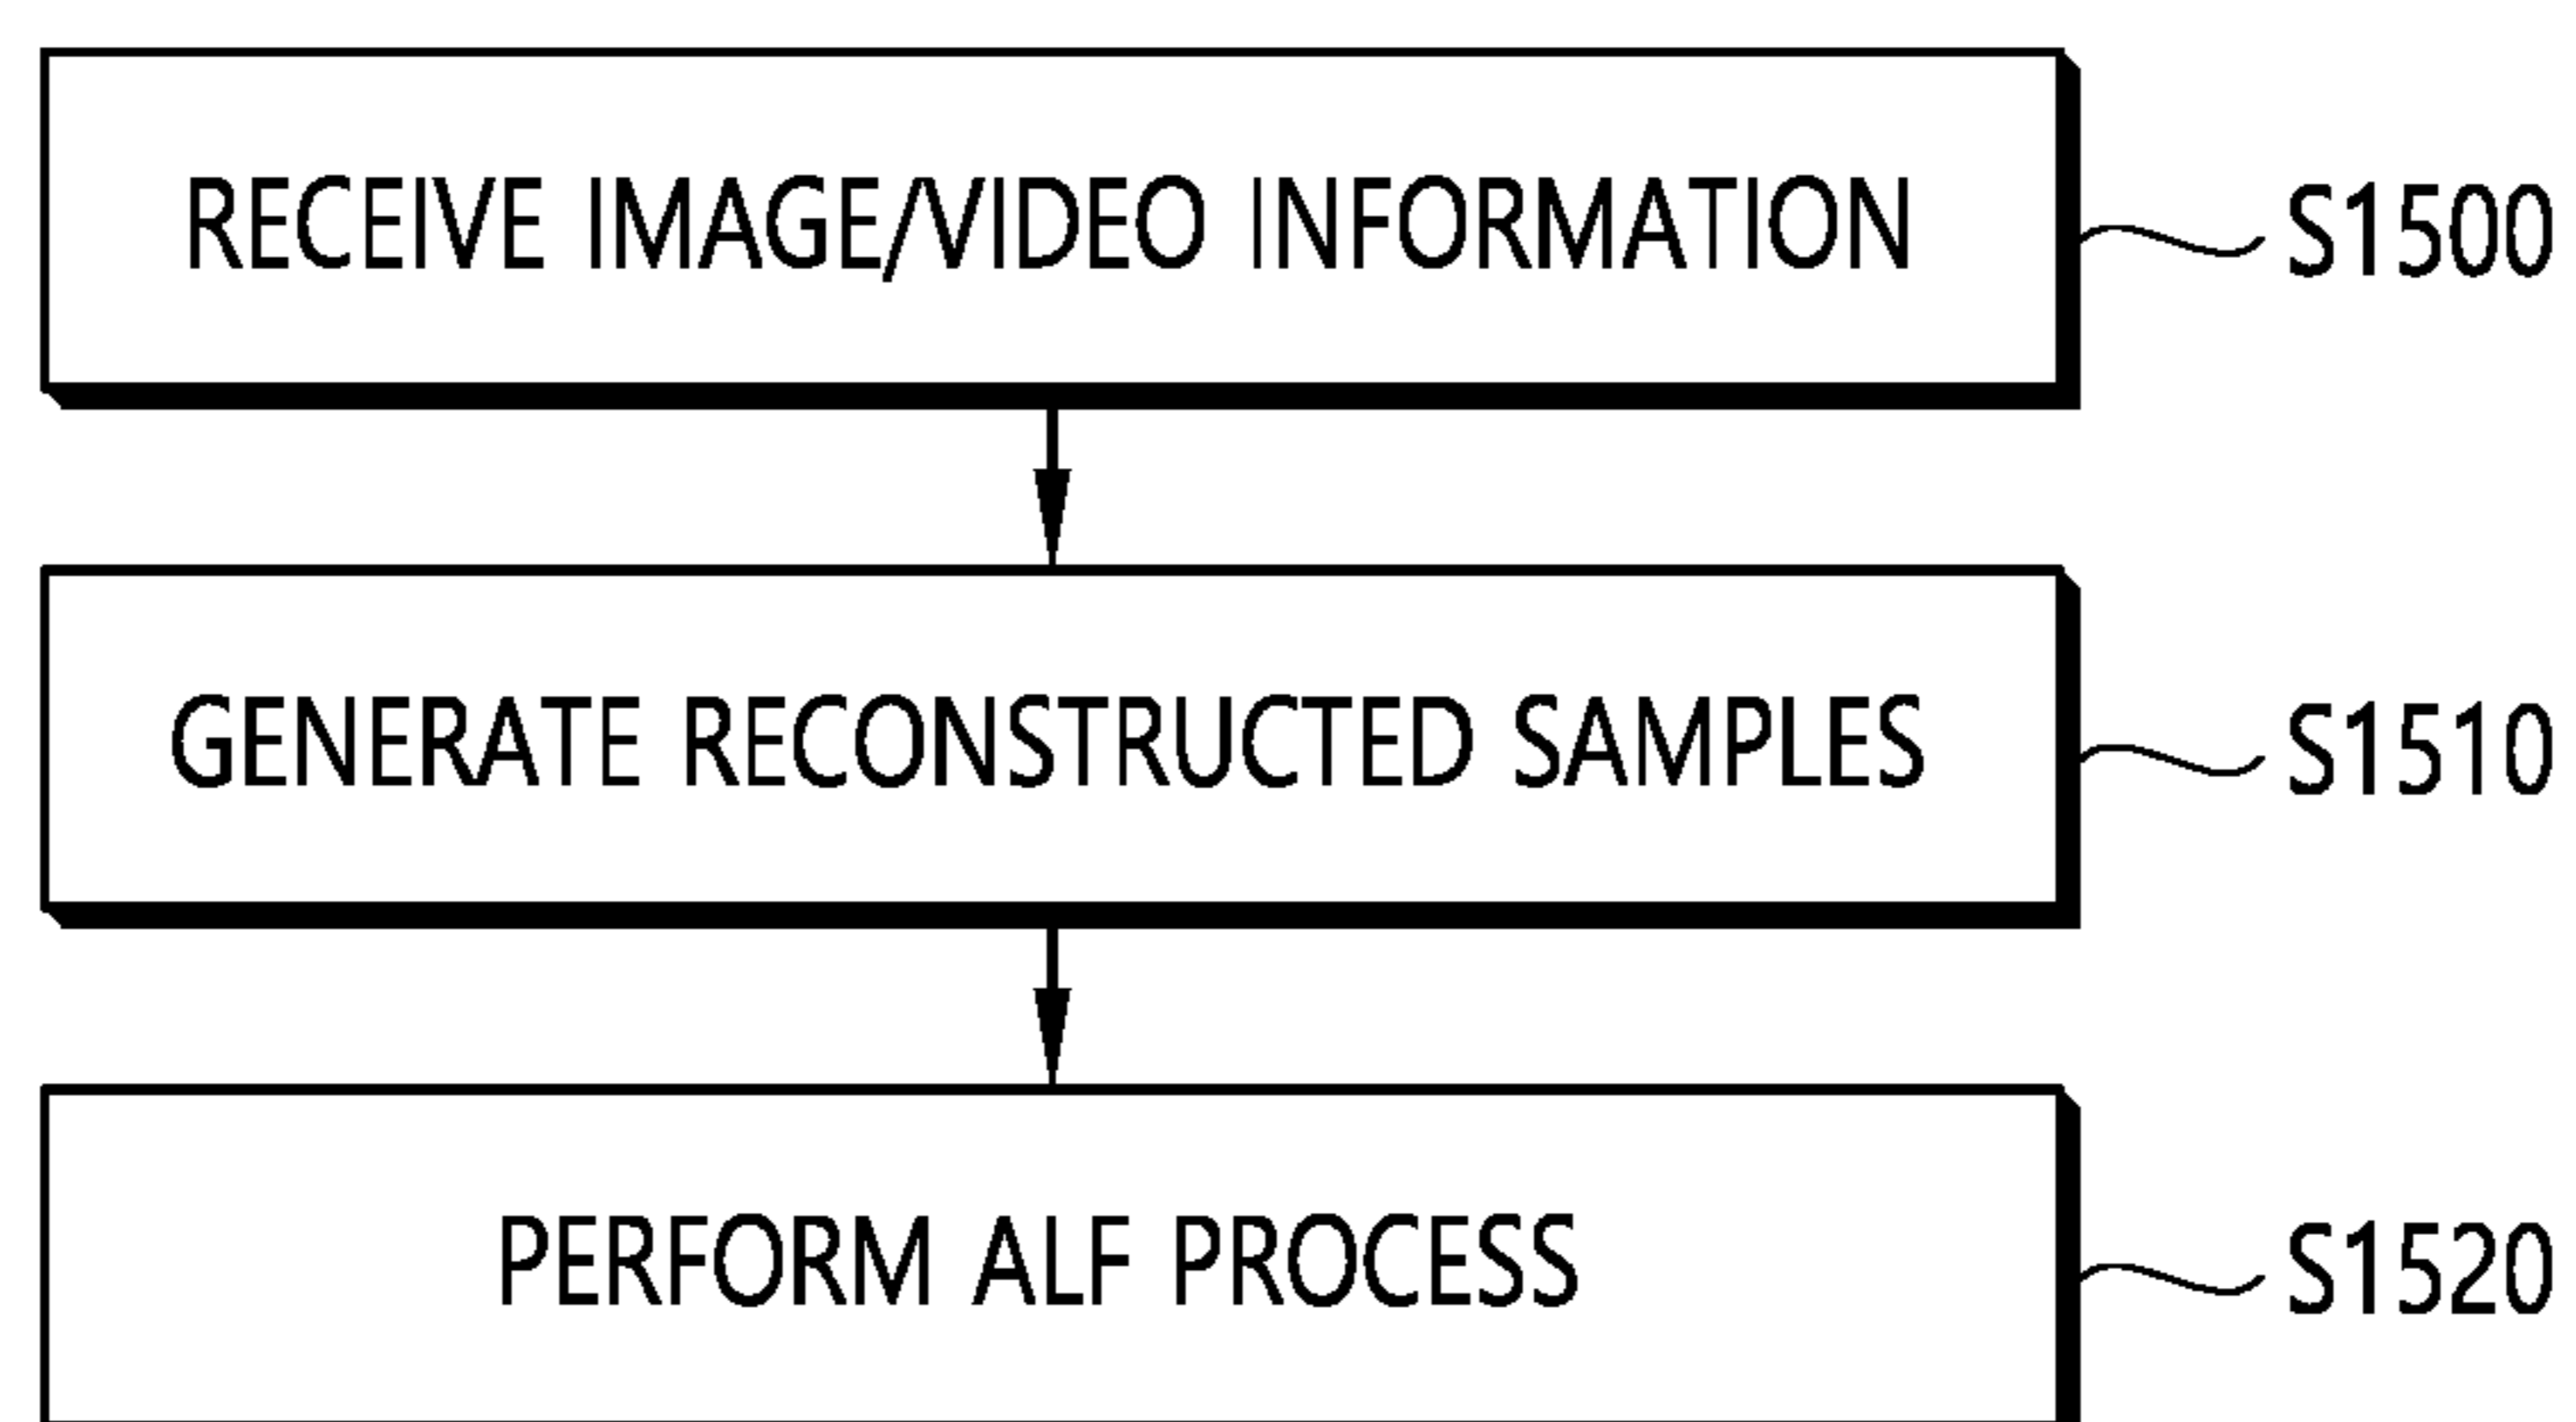 RECEIVE IMAGE/VIDEO INFORMATION
S1500
GENERATE RECONSTRUCTED SAMPLES
S1510
PERFORM ALF PROCESS
S1520